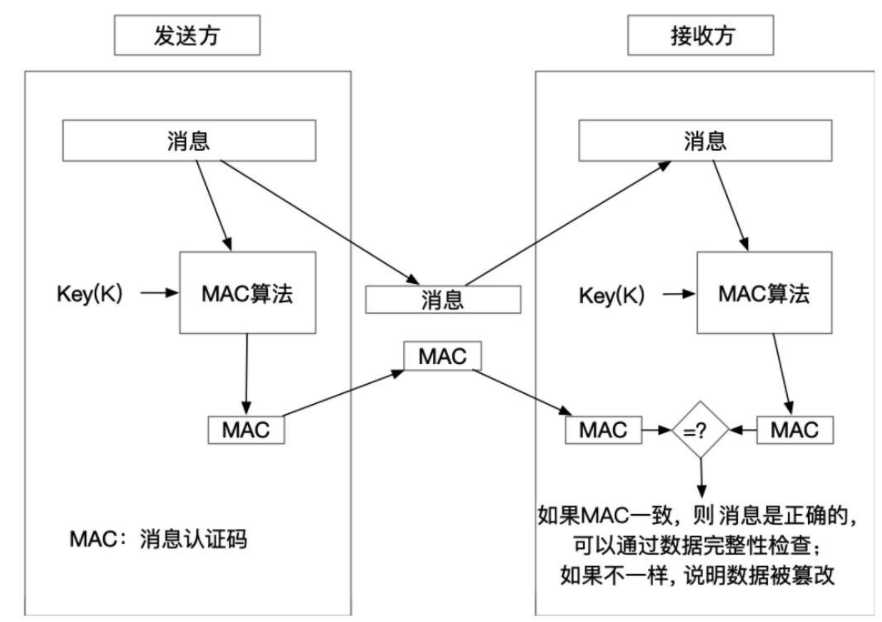 发送方
接收方
消息
消息
Key(K)
MAC算法
消息
Key(K)
MAC算法
MAC
MAC
MAC
=?
MAC
MAC：消息认证码
如果MAC一致，则消息是正确的，
可以通过数据完整性检查；
如果不一样，说明数据被篡改